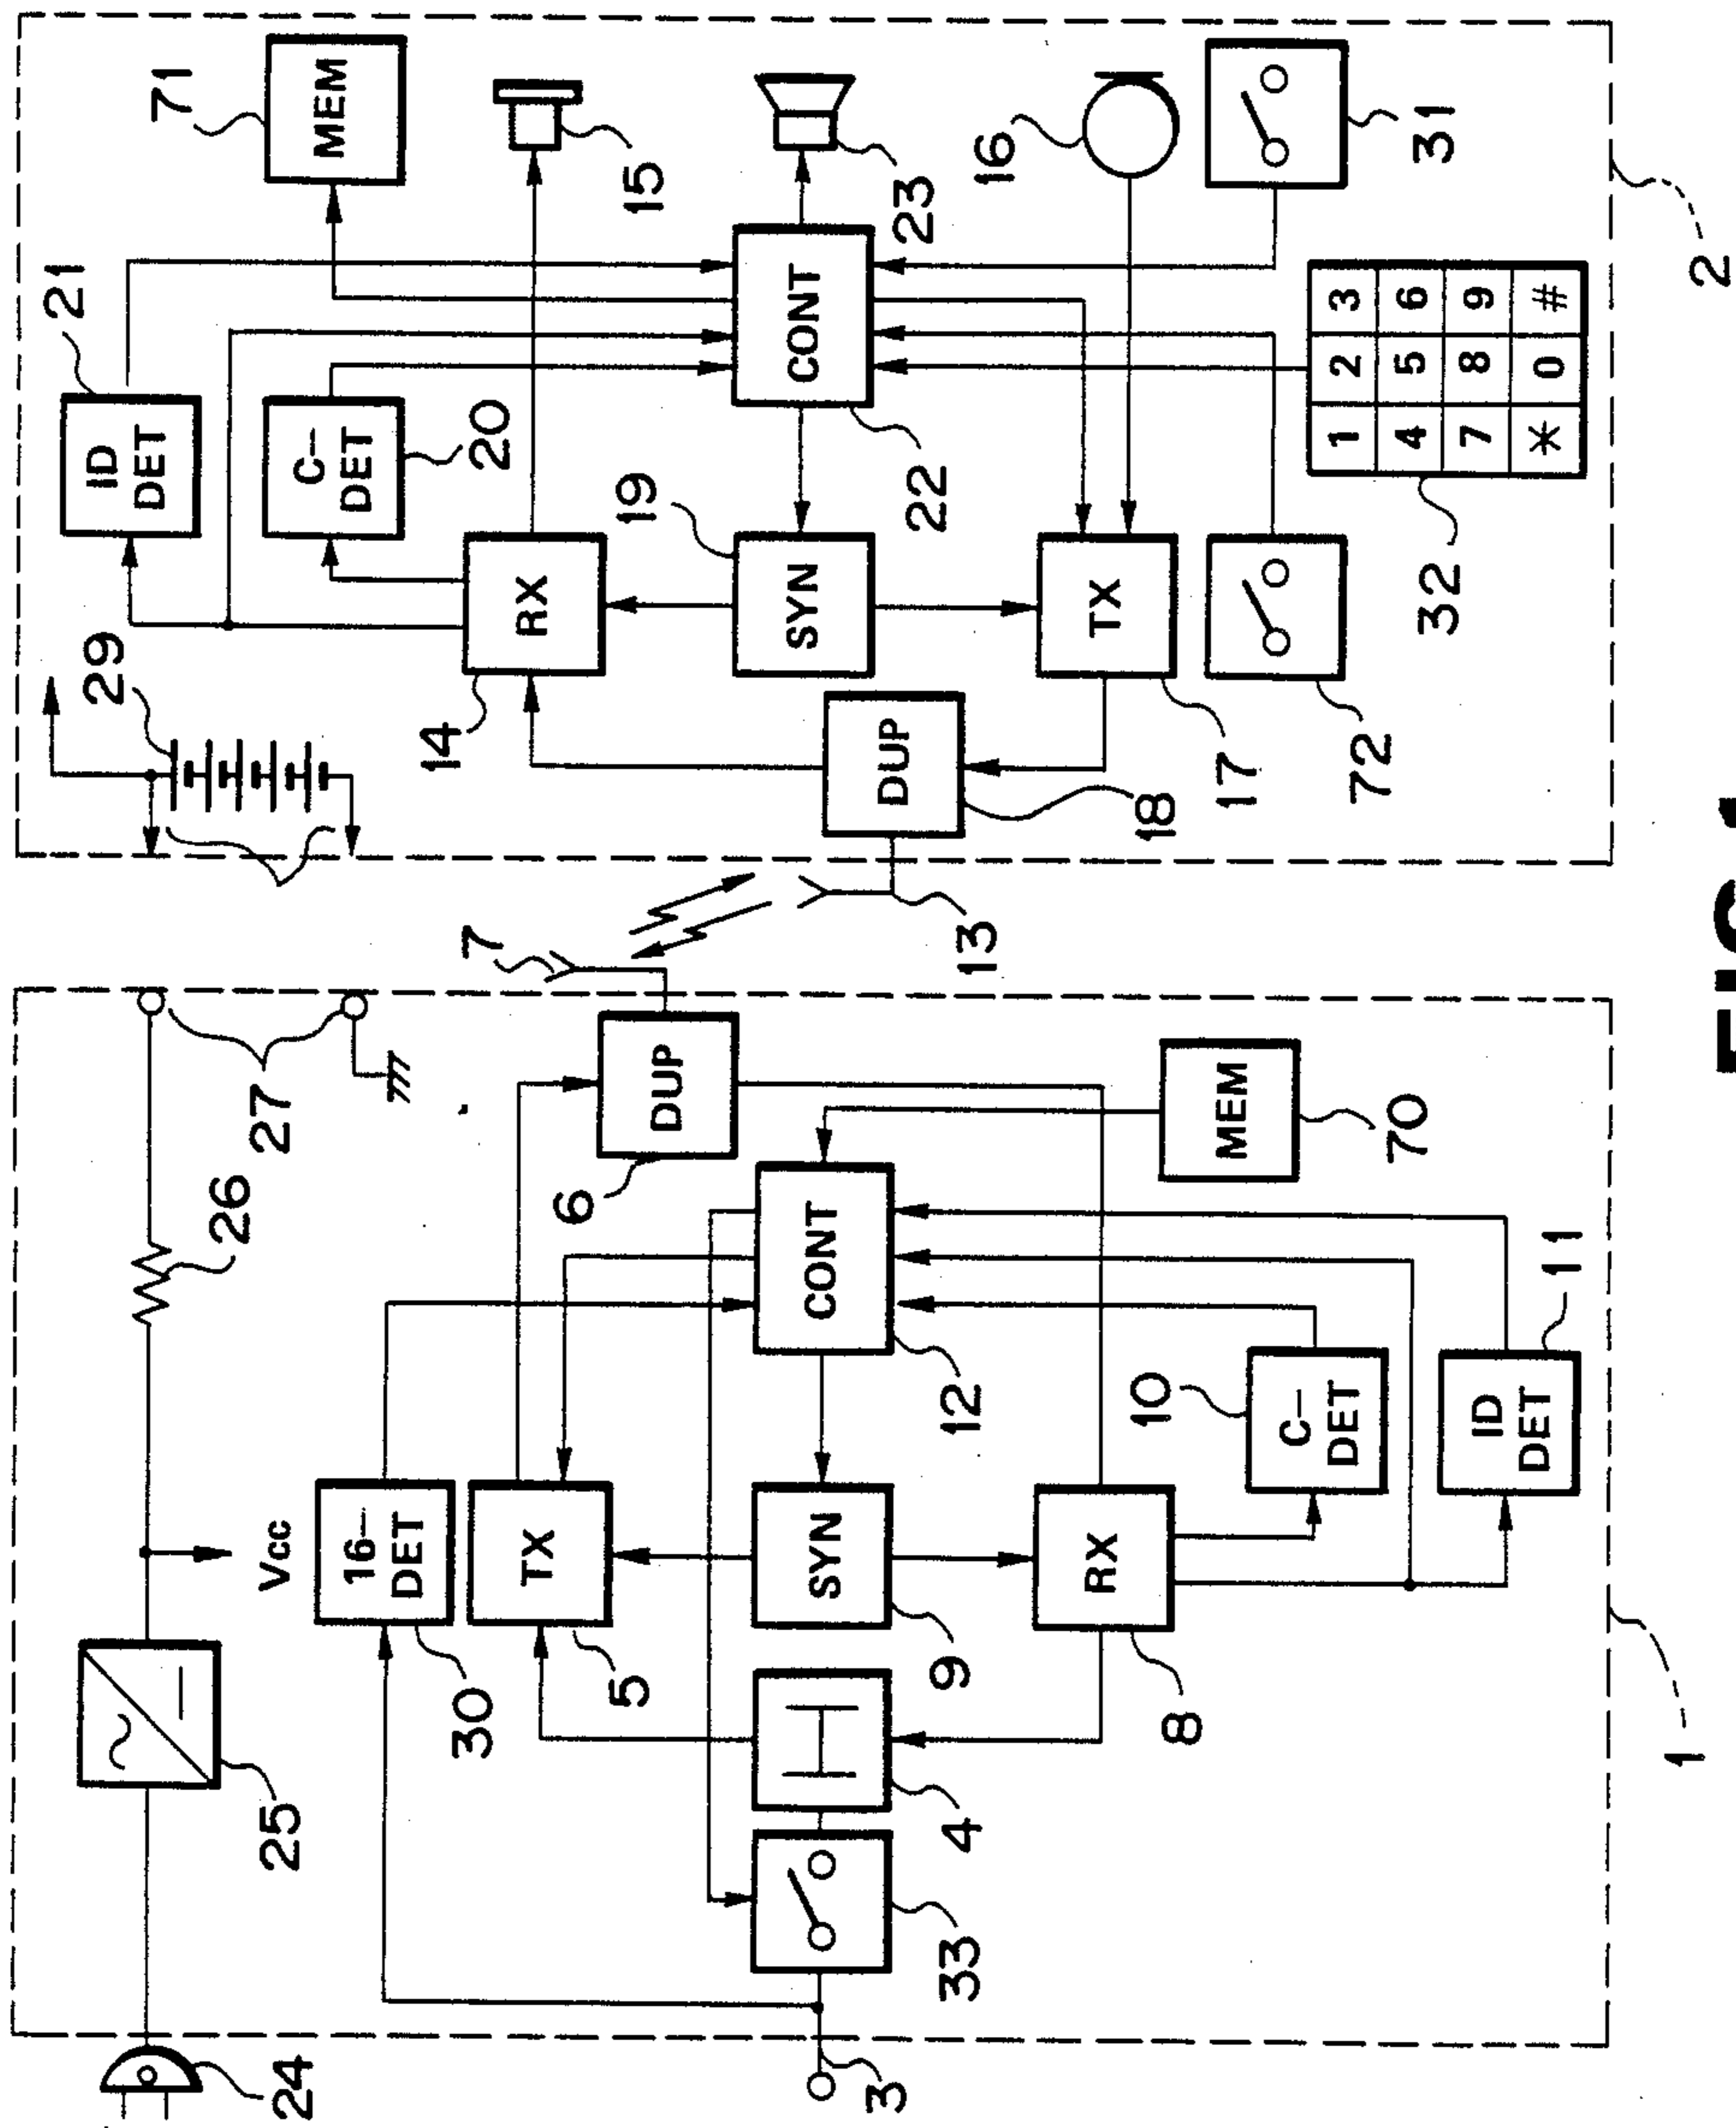 24
25
26
27
Vcc
16-
DET
30
TX
5
DUP
6
7
3
33
4
SYN
9
CONT
12
RX
8
C-
DET
10
ID
DET
11
MEM
70
1
29
ID
DET
21
C-
DET
20
MEM
71
RX
14
15
SYN
19
CONT
22
23
DUP
18
13
TX
17
16
31
72
1 2 3
4 5 6
7 8 9
* 0 #
32
2